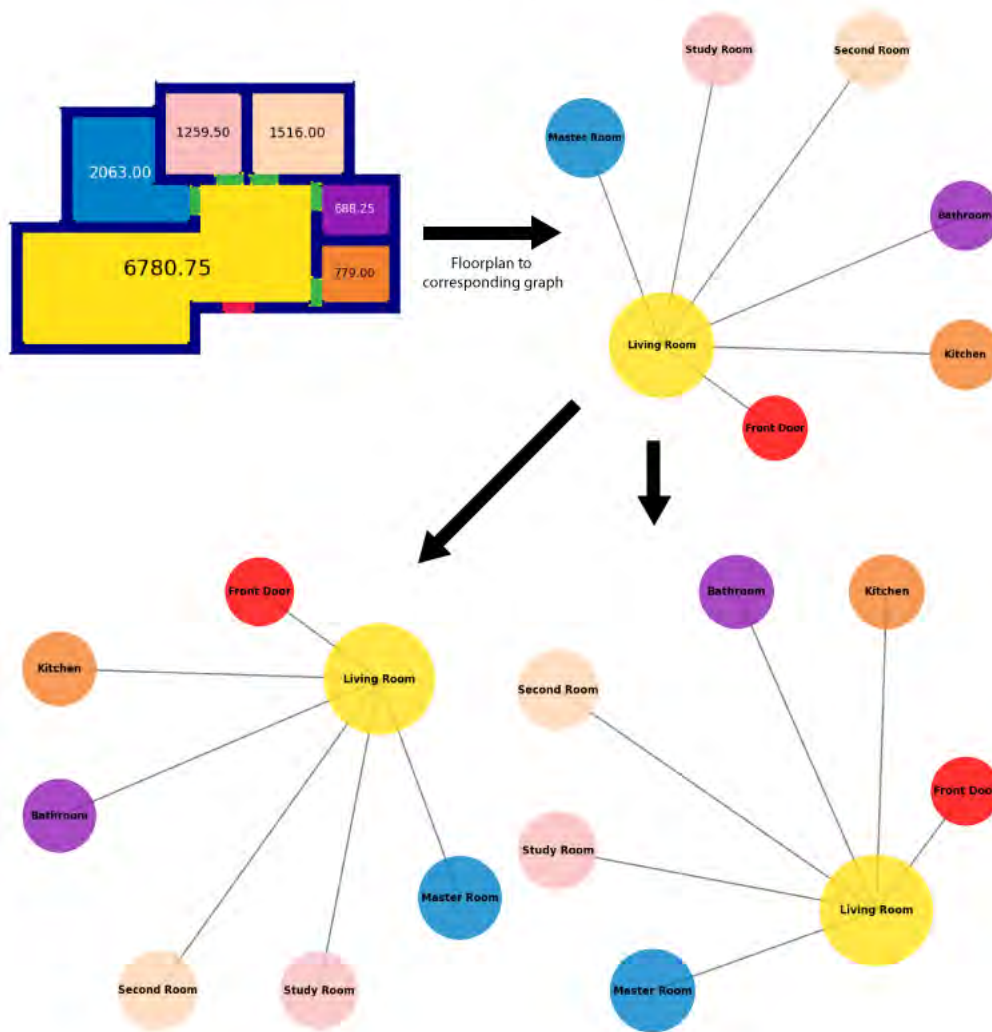 Study Room
Second Room
1259.50
1516.00
Master Room
2063.00
688.25
Bathroom
6780.75
779.00
Floorplan to
corresponding graph
Living Room
Kitchen
Front Door
Front Door
Bathroom
Kitchen
Kitchen
Living Room
Second Room
Front Doo
Bathroom
Study Room
Master Room
Living Room
Second Room
Study Room
Master Room